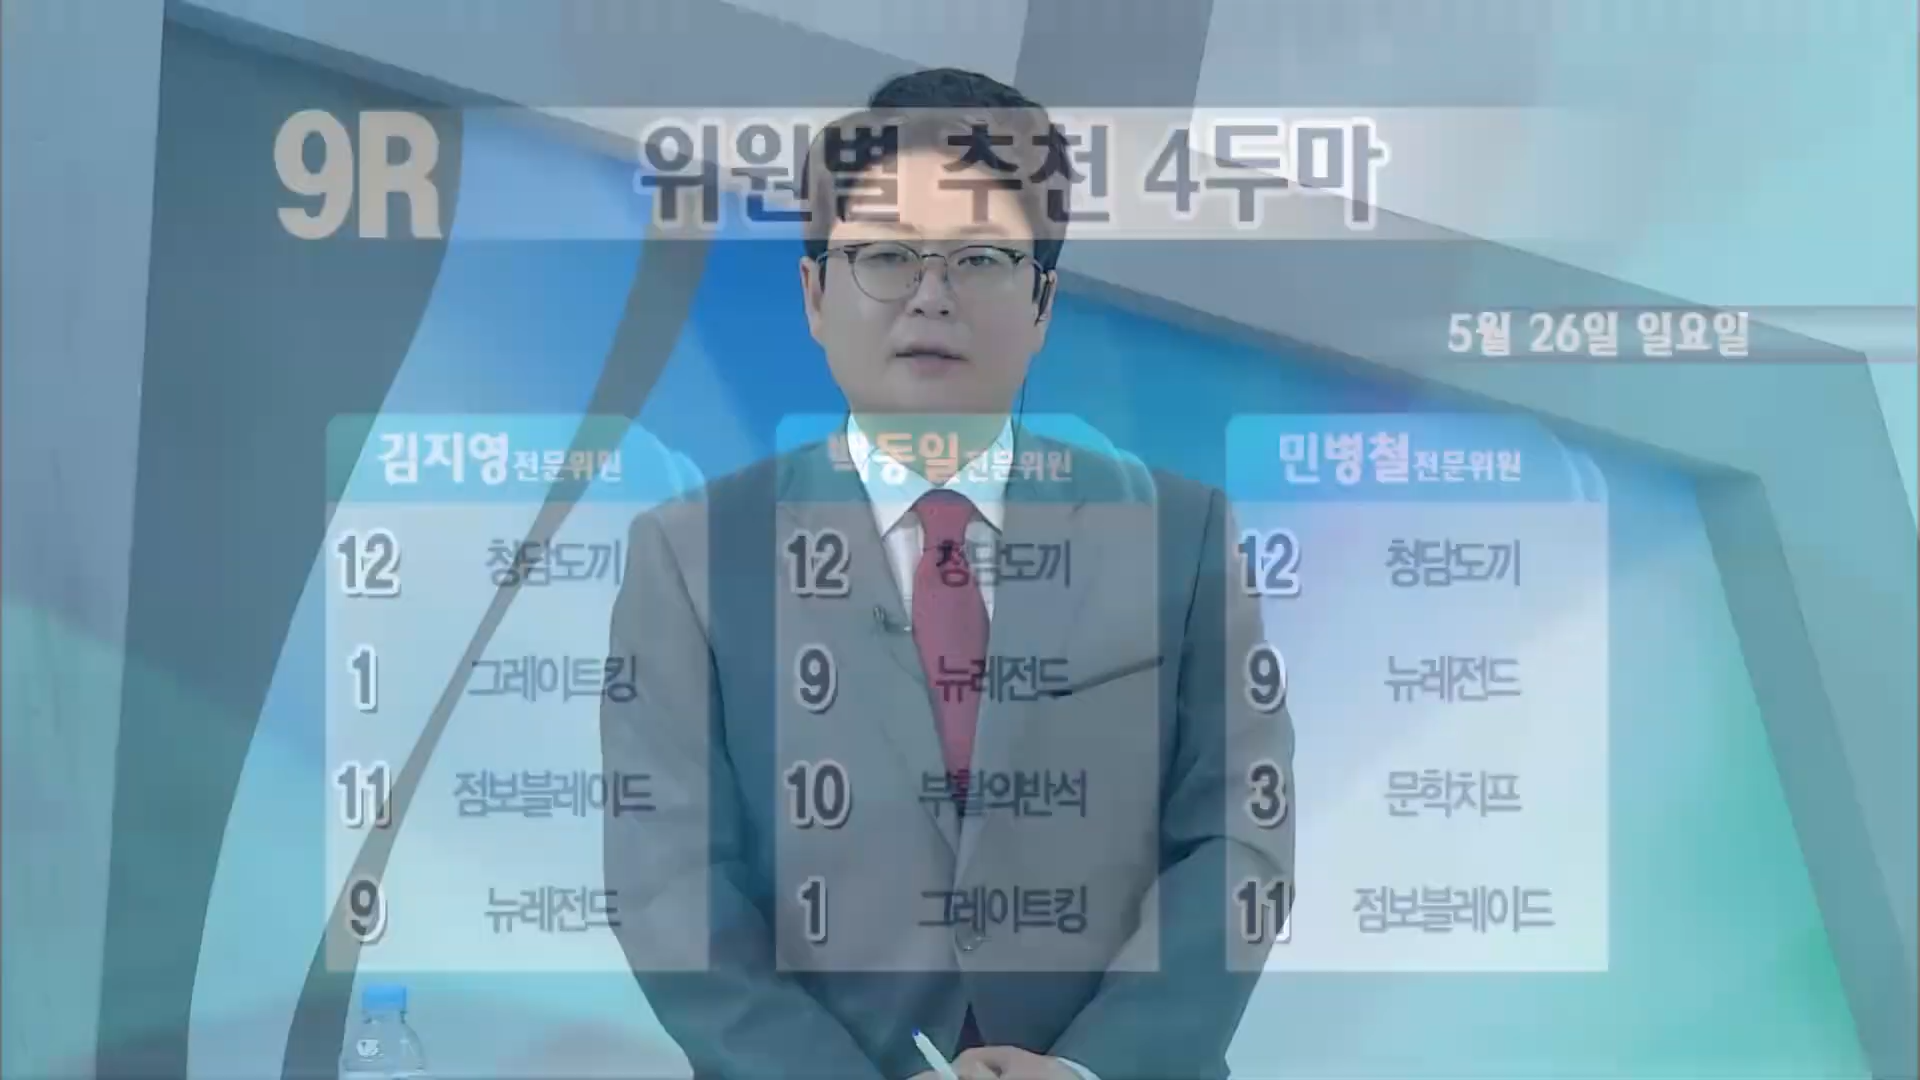 9R 위원별 추천 4두마
5월 26일 일요일
김지영전문위원
12 청담도끼
1 그레이트킹
11 점보블레이드
9 뉴레전드
박동일전문위원
12 청담도끼
9 뉴레전드
10 부활의반석
1 그레이트킹
민병철전문위원
12 청담도끼
9 뉴레전드
3 문학치프
11 점보블레이드